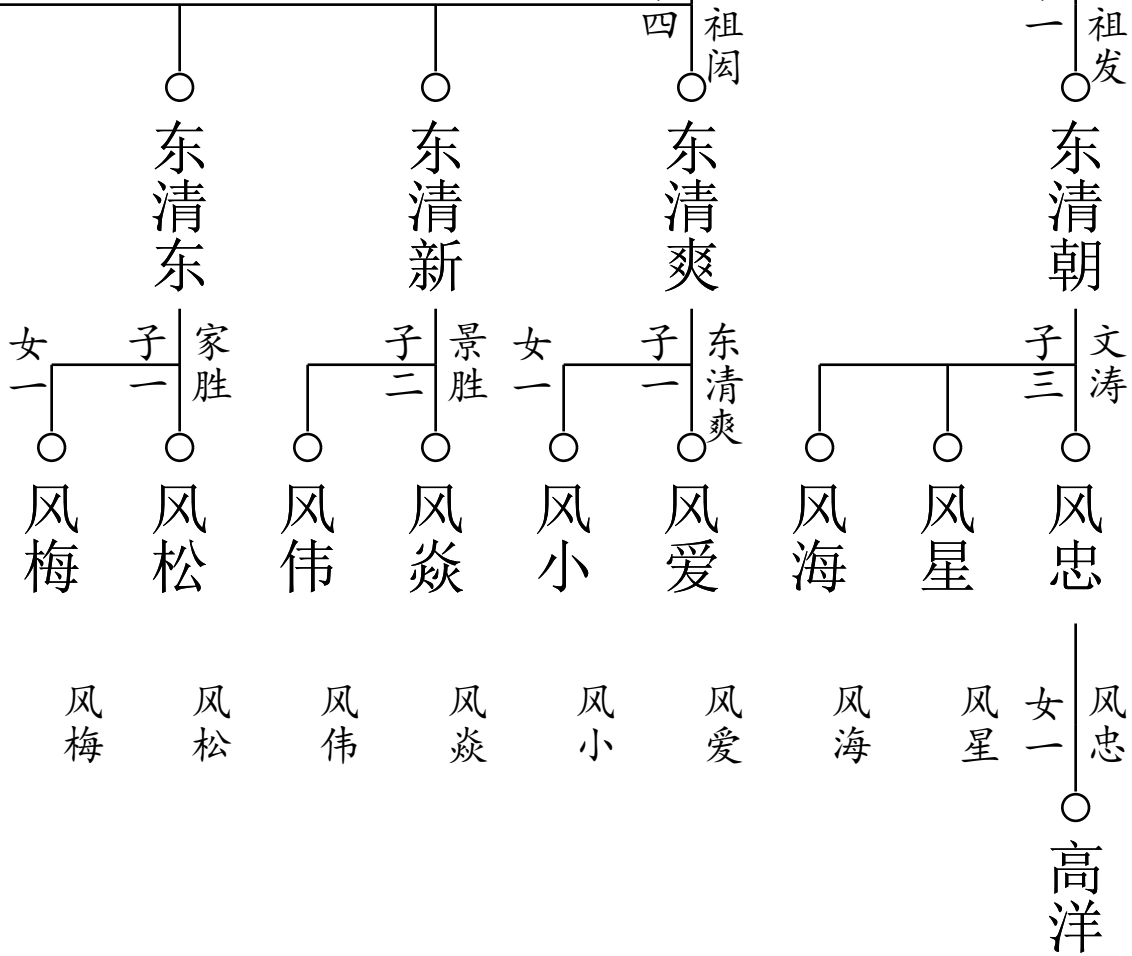 四
祖闳
一
祖发
东清东
东清新
东清爽
东清朝
女一
子一
家胜
子二
景胜
女一
子一
东清爽
子三
文涛
风梅
风松
风伟
风焱
风小
风爱
风海
风星
风忠
风梅
风松
风伟
风焱
风小
风爱
风海
风星
女一
风忠
高洋